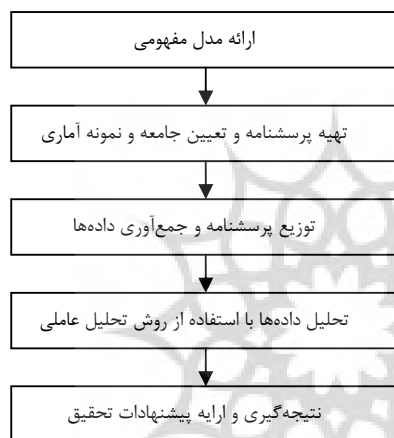 ارائه مدل مفهومی
تهیه پرسشنامه و تعیین جامعه و نمونه آماری
توزیع پرسشنامه و جمع‌آوری داده‌ها
تحلیل داده‌ها با استفاده از روش تحلیل عاملی
نتیجه‌گیری و ارایه پیشنهادات تحقیق